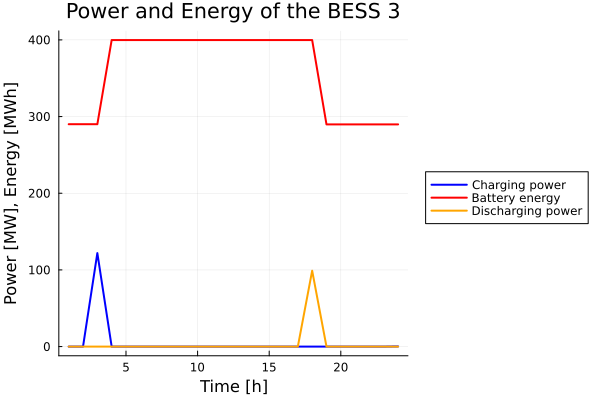 Power and Energy of the BESS 3
Power [MW], Energy [MWh]
400
300
200
100
0
5
10
15
20
Time [h]
Charging power
Battery energy
Discharging power